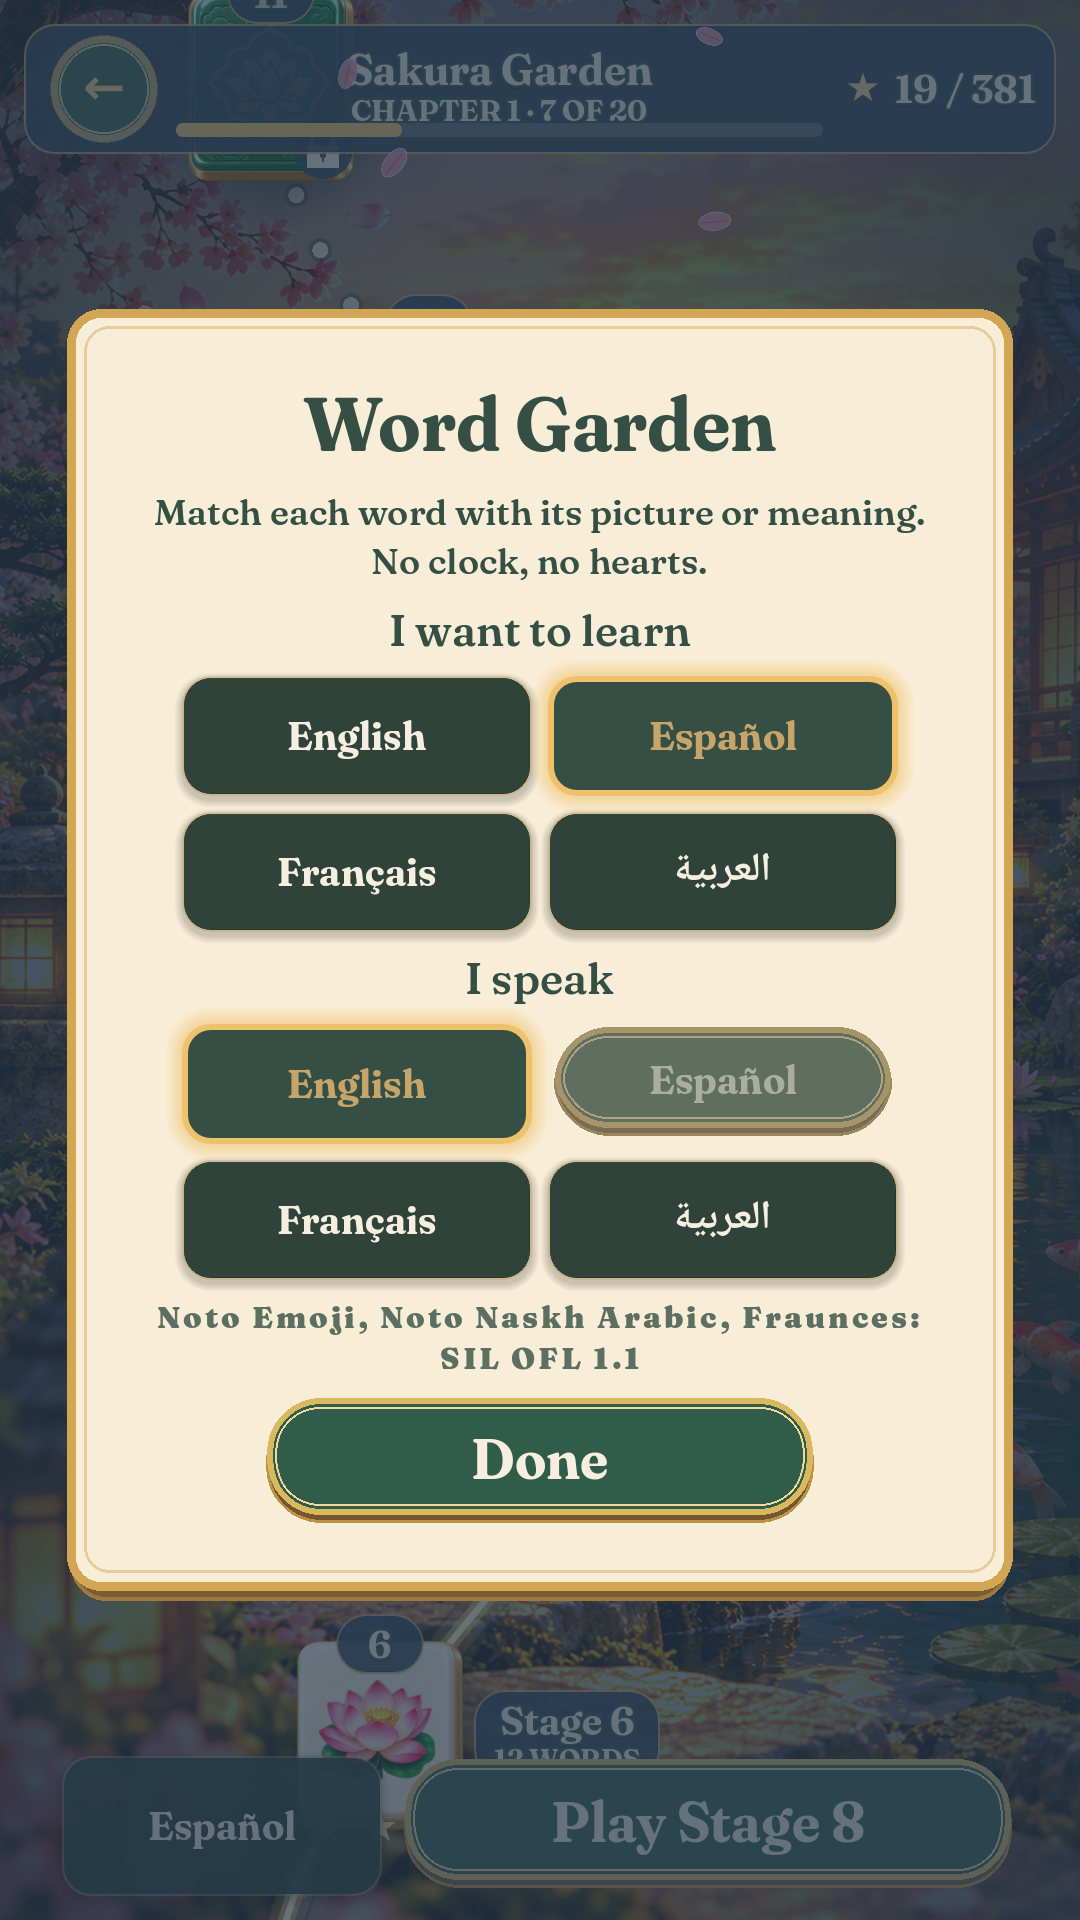 Sakura Garden
CHAPTER 1 · 7 OF 20
★ 19 / 381
Word Garden
Match each word with its picture or meaning.
No clock, no hearts.
I want to learn
English
Español
Français
العربية
I speak
English
Español
Français
العربية
Noto Emoji, Noto Naskh Arabic, Fraunces:
SIL OFL 1.1
Done
6
Stage 6
12 WORDS
Español
Play Stage 8